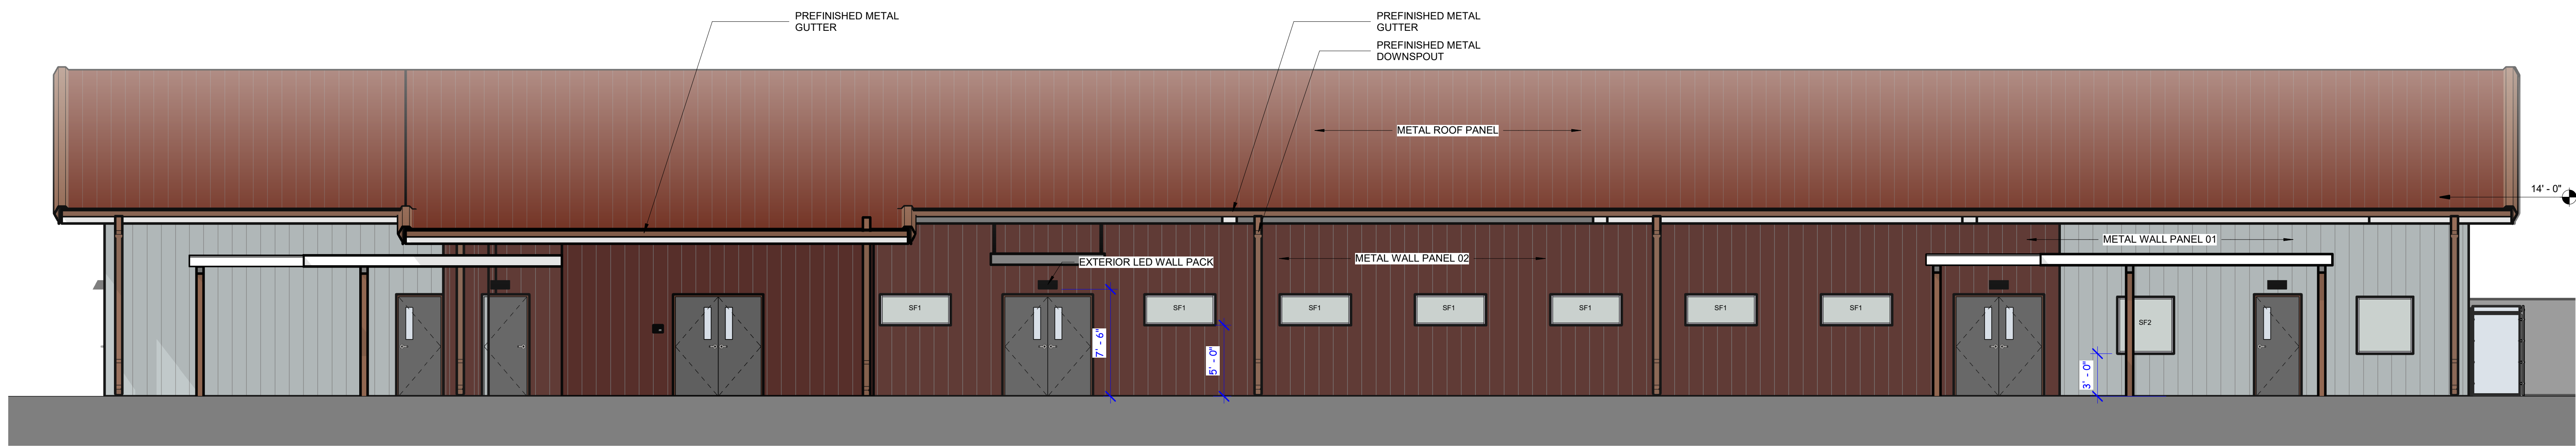 PREFINISHED METAL
GUTTER
PREFINISHED METAL
GUTTER
PREFINISHED METAL
DOWNSPOUT
METAL ROOF PANEL
14' - 0"
METAL WALL PANEL 01
METAL WALL PANEL 02
EXTERIOR LED WALL PACK
SF1
SF1
SF1
SF1
SF1
SF1
SF1
SF2
7' - 6"
5' - 0"
3' - 0"